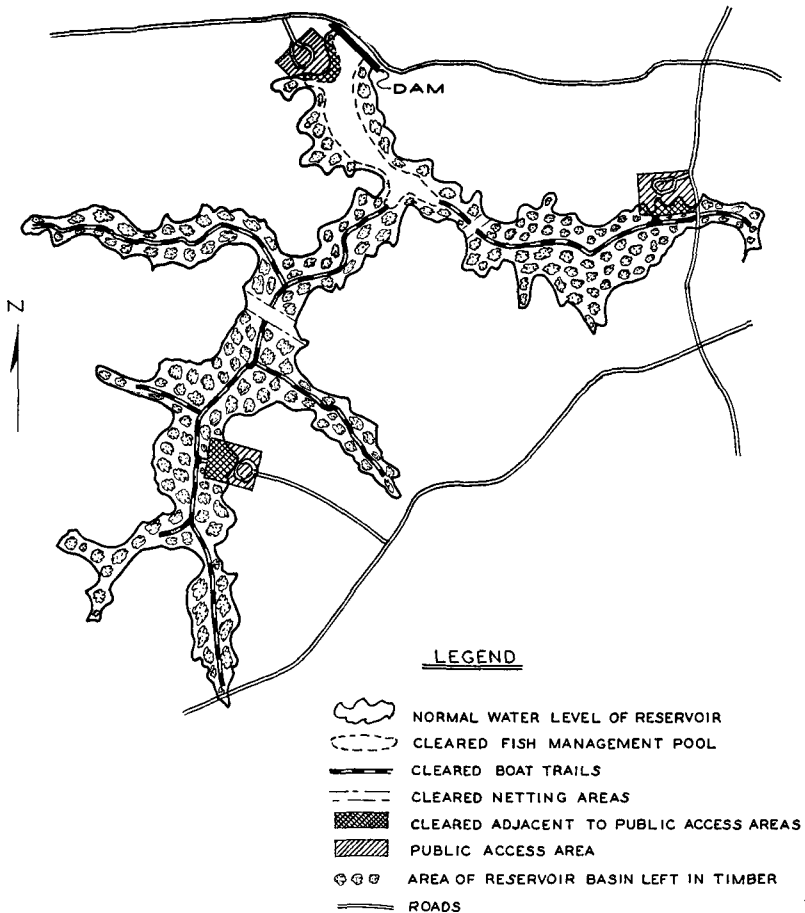 DAM
N
LEGEND
NORMAL WATER LEVEL OF RESERVOIR
CLEARED FISH MANAGEMENT POOL
CLEARED BOAT TRAILS
CLEARED NETTING AREAS
CLEARED ADJACENT TO PUBLIC ACCESS AREAS
PUBLIC ACCESS AREA
AREA OF RESERVOIR BASIN LEFT IN TIMBER
ROADS